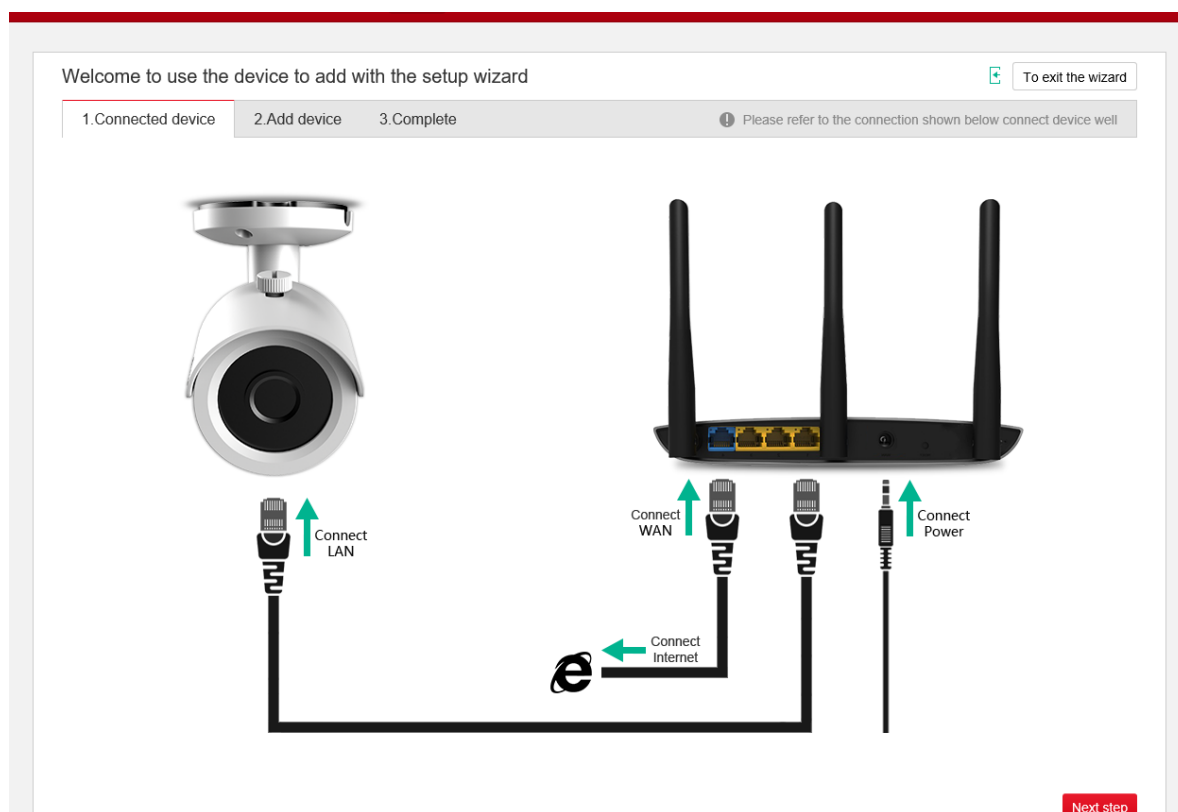 Welcome to use the device to add with the setup wizard
To exit the wizard
1.Connected device
2.Add device
3.Complete
Please refer to the connection shown below connect device well
Connect
LAN
Connect
WAN
Connect
Power
Connect
Internet
Next step